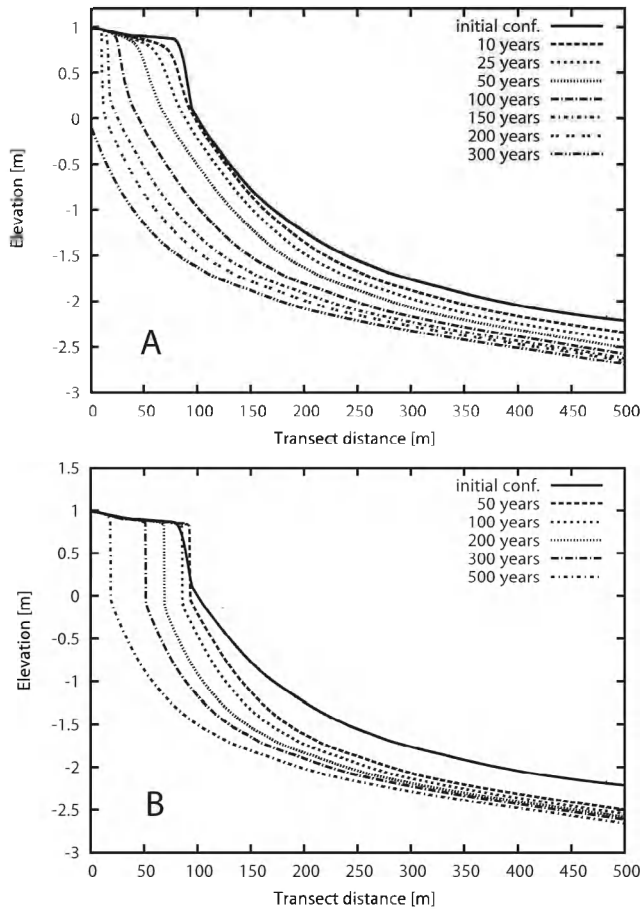 1
0.5
0
-0.5
-1
-1.5
-2
-2.5
-3
Elevation [m]
initial conf.
10 years
25 years
50 years
100 years
150 years
200 years
300 years
A
0 50 100 150 200 250 300 350 400 450 500
Transect distance [m]
1.5
1
0.5
0
-0.5
-1
-1.5
-2
-2.5
-3
Elevation [m]
initial conf.
50 years
100 years
200 years
300 years
500 years
B
0 50 100 150 200 250 300 350 400 450 500
Transect distance [m]